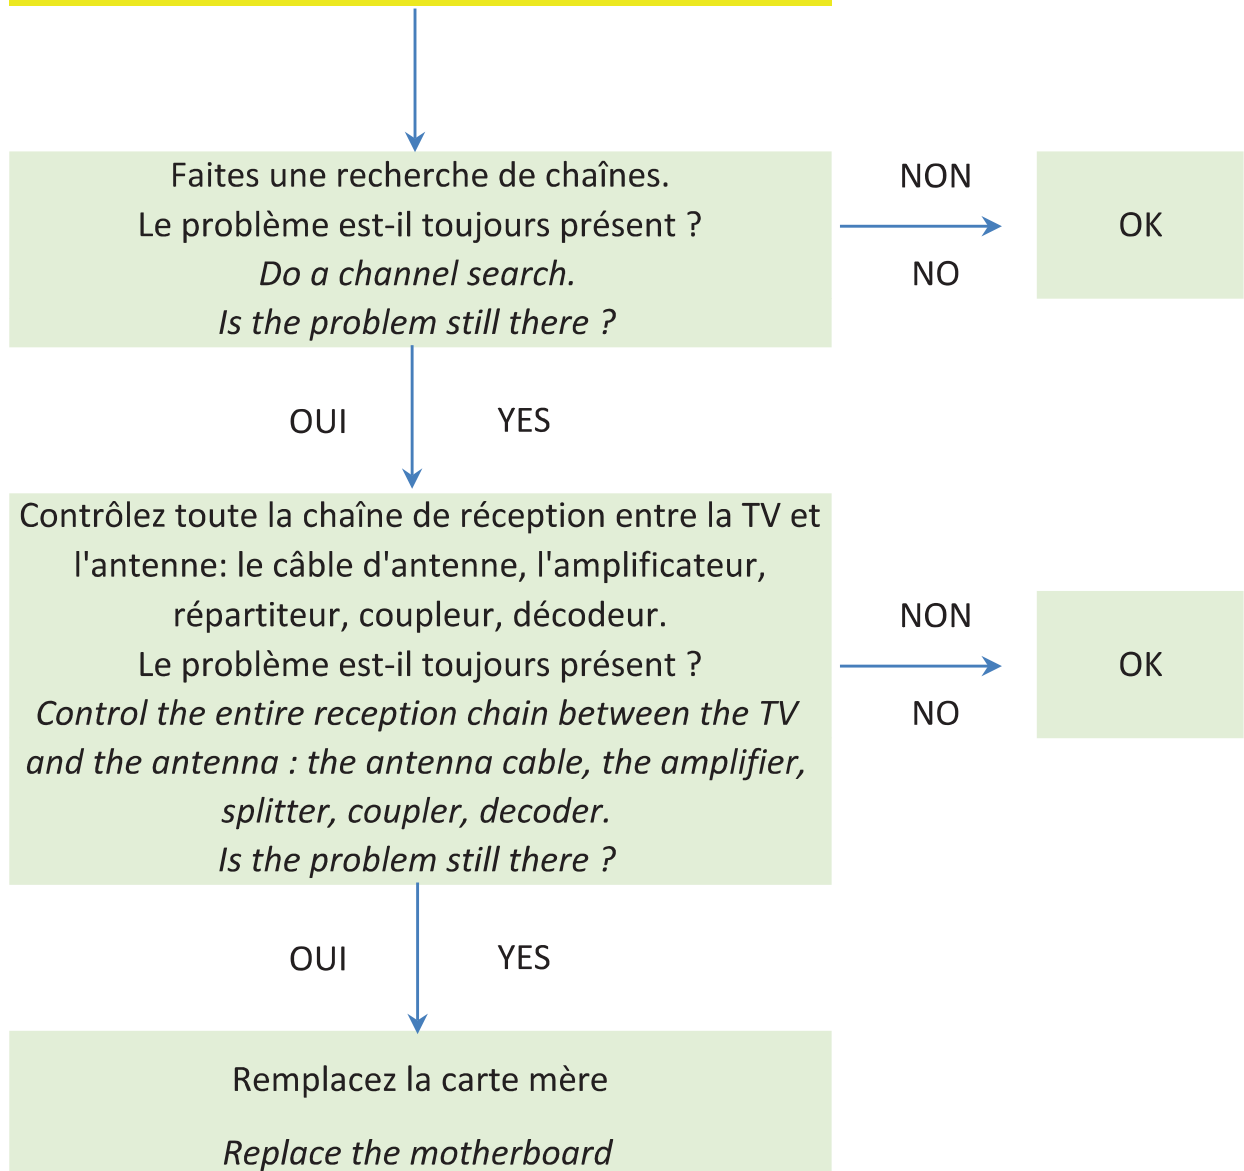 Faites une recherche de chaînes.
Le problème est-il toujours présent ?
Do a channel search.
Is the problem still there ?
NON
NO
OK
OUI
YES
Contrôlez toute la chaîne de réception entre la TV et
l'antenne: le câble d'antenne, l'amplificateur,
répartiteur, coupleur, décodeur.
Le problème est-il toujours présent ?
Control the entire reception chain between the TV
and the antenna : the antenna cable, the amplifier,
splitter, coupler, decoder.
Is the problem still there ?
NON
NO
OK
OUI
YES
Remplacez la carte mère
Replace the motherboard